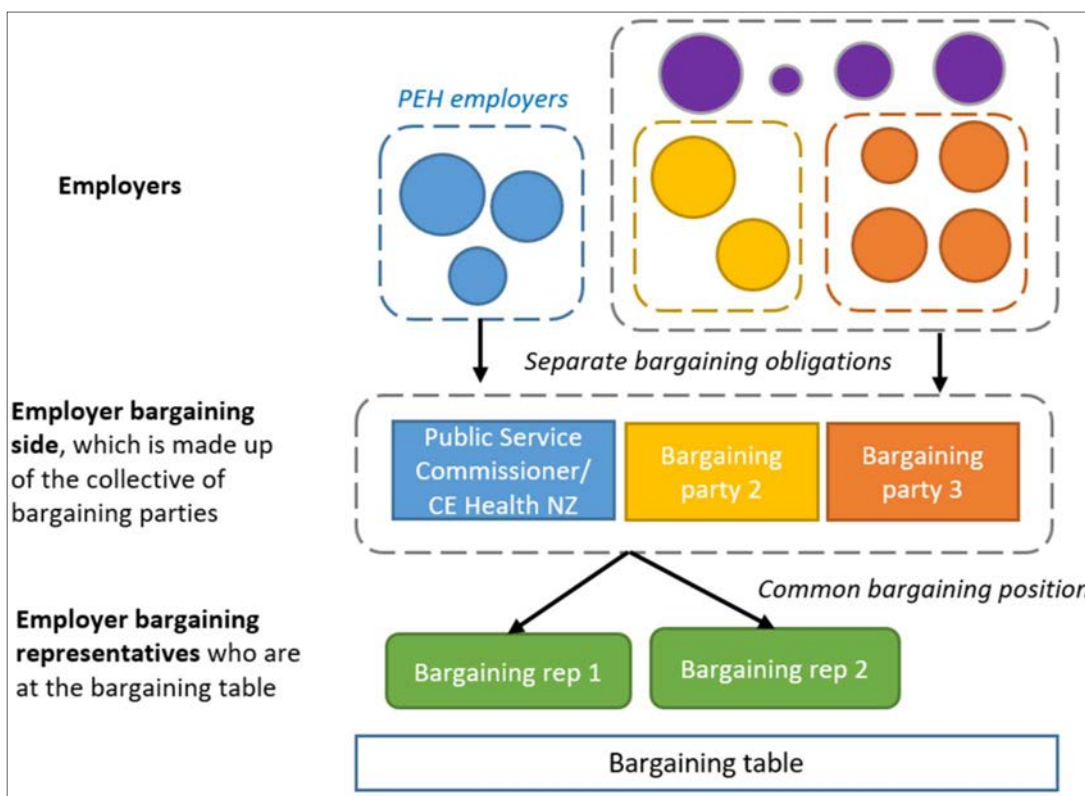 PEH employers
Employers
Separate bargaining obligations
Employer bargaining
side, which is made up
of the collective of
bargaining parties
Public Service
Commissioner/
CE Health NZ
Bargaining
party 2
Bargaining
party 3
Common bargaining position
Employer bargaining
representatives who are
at the bargaining table
Bargaining rep 1
Bargaining rep 2
Bargaining table